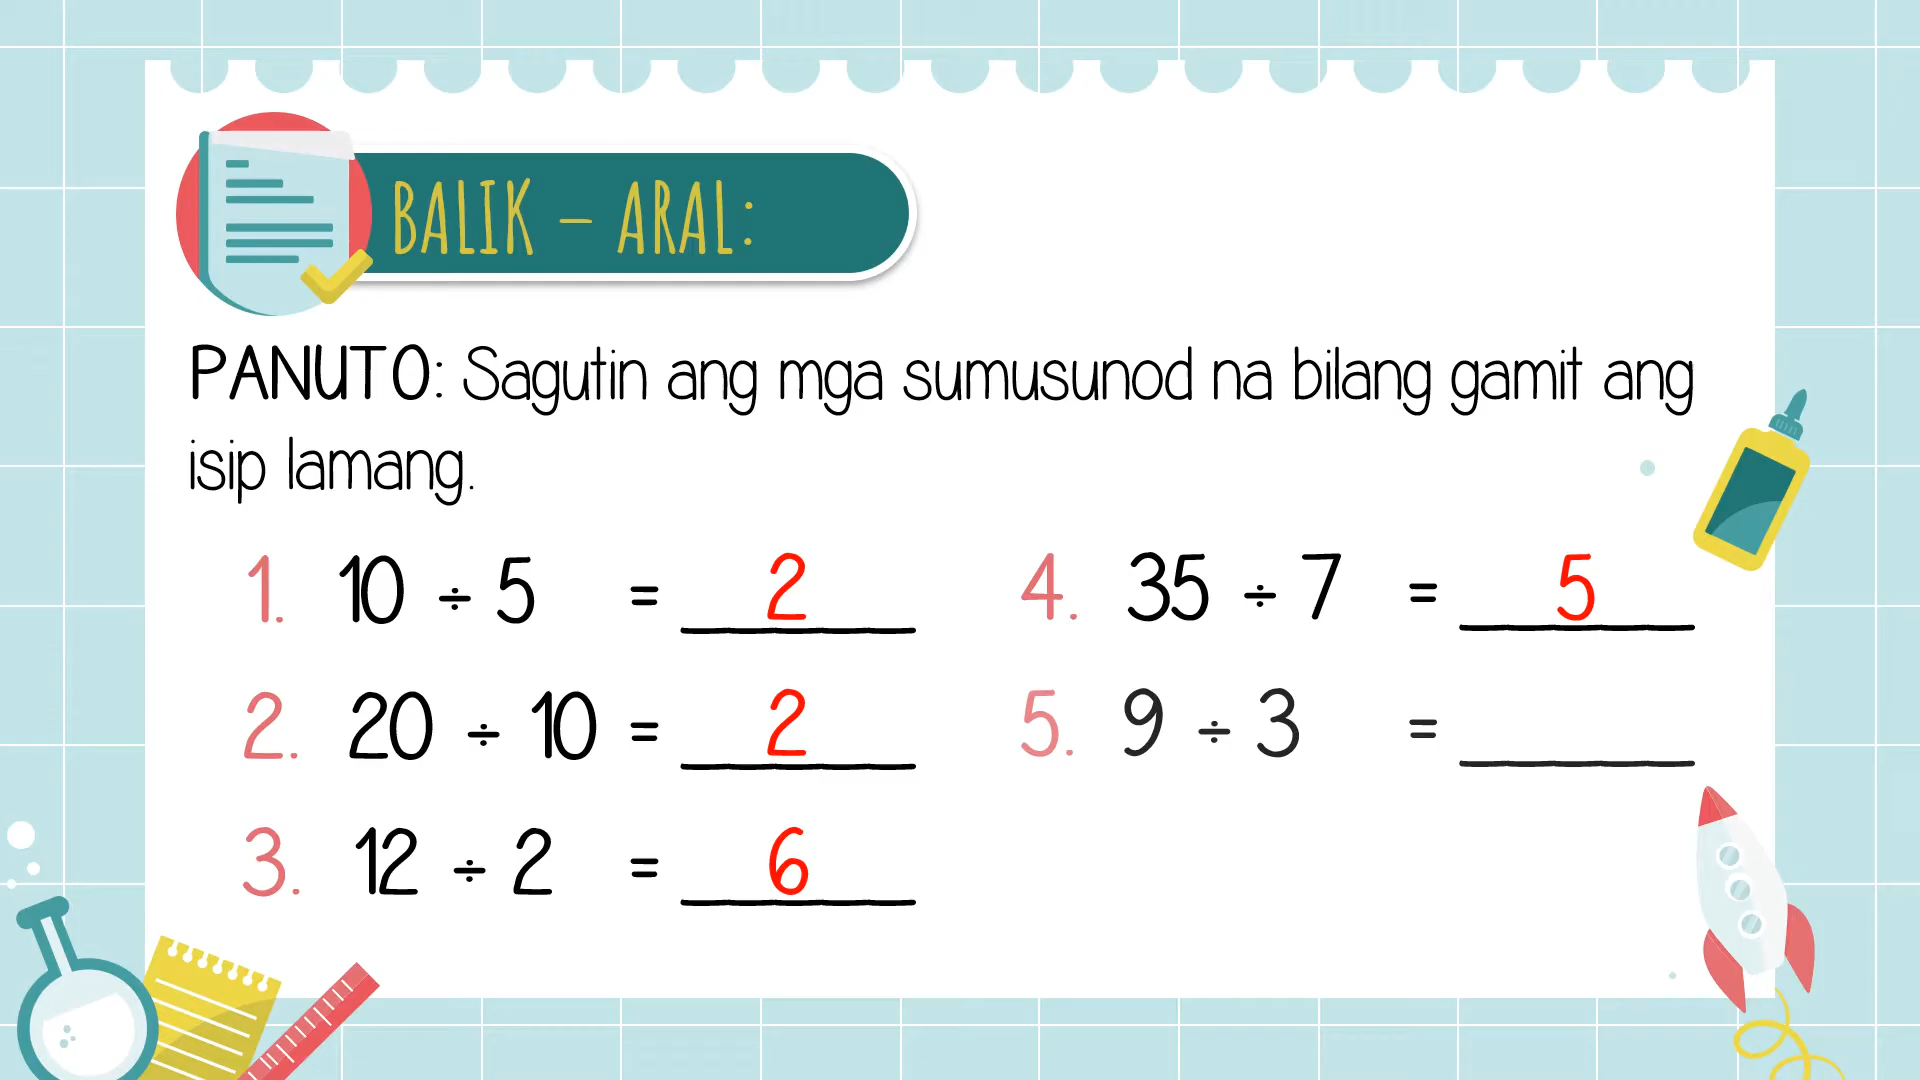 BALIK – ARAL:
PANUTO: Sagutin ang mga sumusunod na bilang gamit ang
isip lamang.
1. 10 ÷ 5 = 2
2. 20 ÷ 10 = 2
3. 12 ÷ 2 = 6
4. 35 ÷ 7 = 5
5. 9 ÷ 3 = ______